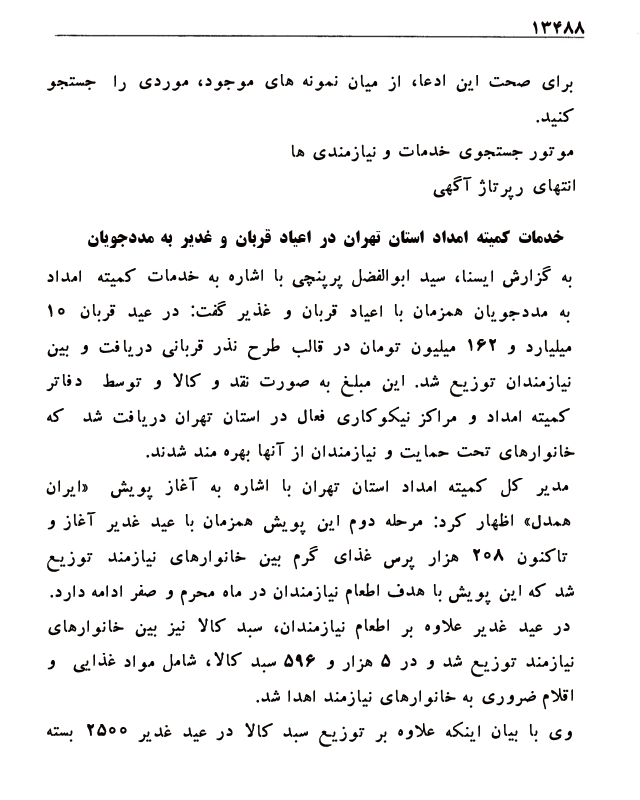 ۱۳۴۸۸
برای صحت این ادعا، از میان نمونه های موجود، موردی را جستجو
کنید.
موتور جستجوی خدمات و نیازمندی ها
انتهای رپرتاژ آگهی
خدمات کمیته امداد استان تهران در اعیاد قربان و غدیر به مددجویان
به گزارش ایسنا، سید ابوالفضل پرپنچی با اشاره به خدمات کمیته امداد
به مددجویان همزمان با اعیاد قربان و غذیر گفت: در عید قربان ۱۰
میلیارد و ۱۶۲ میلیون تومان در قالب طرح نذر قربانی دریافت و بین
نیازمندان توزیع شد. این مبلغ به صورت نقد و کالا و توسط دفاتر
کمیته امداد و مراکز نیکوکاری فعال در استان تهران دریافت شد که
خانوارهای تحت حمایت و نیازمندان از آنها بهره مند شدند.
مدیر کل کمیته امداد استان تهران با اشاره به آغاز پویش «ایران
همدل» اظهار کرد: مرحله دوم این پویش همزمان با عید غدیر آغاز و
تاکنون ۲۰۸ هزار پرس غذای گرم بین خانوارهای نیازمند توزیع
شد که این پویش با هدف اطعام نیازمندان در ماه محرم و صفر ادامه دارد.
در عید غدیر علاوه بر اطعام نیازمندان، سبد کالا نیز بین خانوارهای
نیازمند توزیع شد و در ۵ هزار و ۵۹۶ سبد کالا، شامل مواد غذایی و
اقلام ضروری به خانوارهای نیازمند اهدا شد.
وی با بیان اینکه علاوه بر توزیع سبد کالا در عید غدیر ۲۵۰۰ بسته